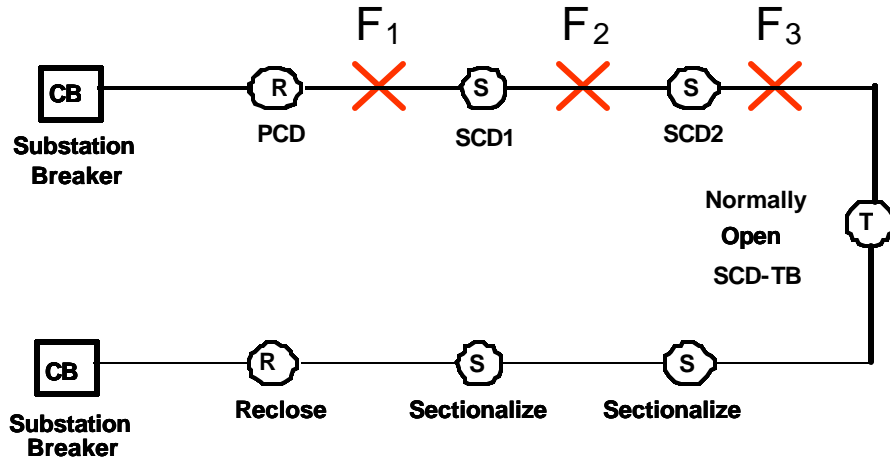 F1 F2 F3
CB R S S
PCD SCD1 SCD2
Substation
Breaker
Normally
Open
T
SCD-TB
CB R S S
Reclose Sectionalize Sectionalize
Substation
Breaker